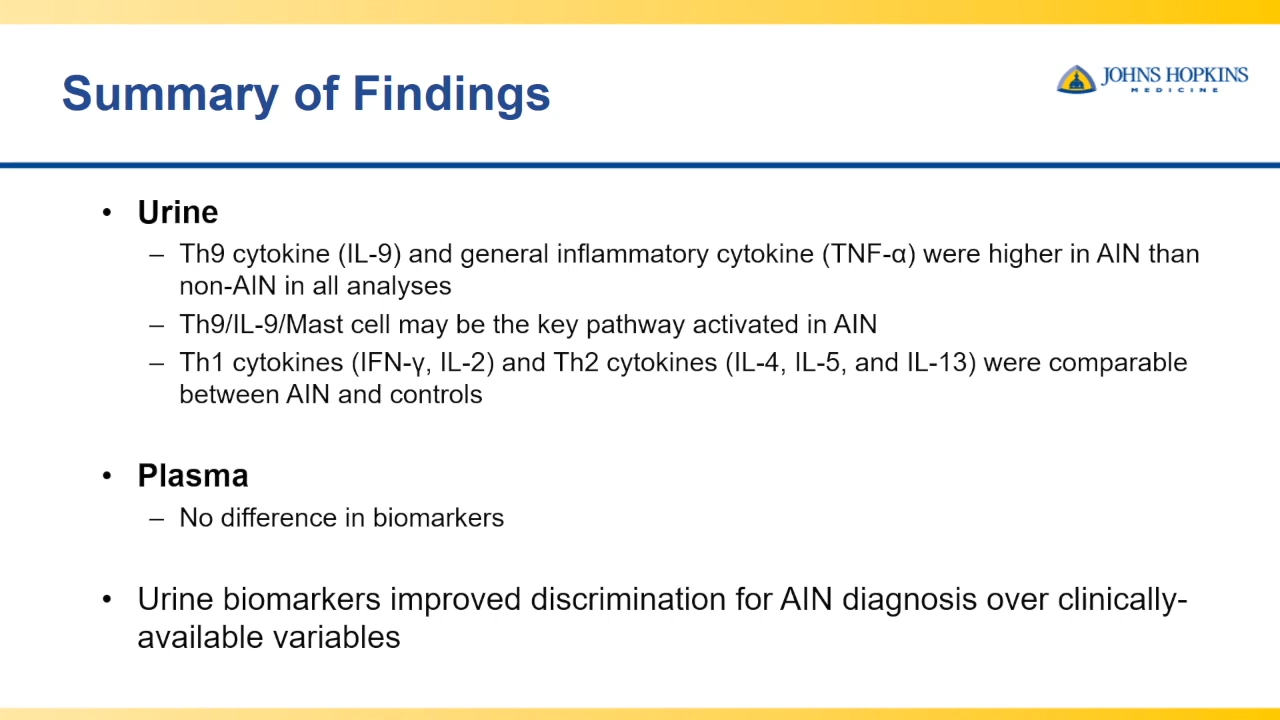 Summary of Findings
JOHNS HOPKINS
MEDICINE
• Urine
– Th9 cytokine (IL-9) and general inflammatory cytokine (TNF-α) were higher in AIN than
non-AIN in all analyses
– Th9/IL-9/Mast cell may be the key pathway activated in AIN
– Th1 cytokines (IFN-γ, IL-2) and Th2 cytokines (IL-4, IL-5, and IL-13) were comparable
between AIN and controls
• Plasma
– No difference in biomarkers
• Urine biomarkers improved discrimination for AIN diagnosis over clinically-
available variables